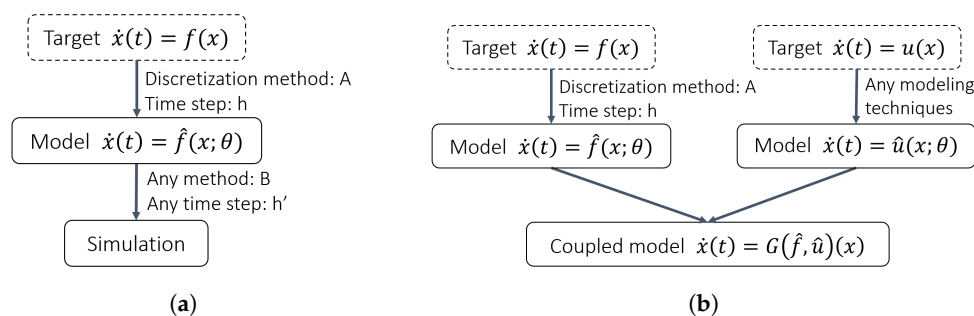 Target ẋ(t) = f(x)
Discretization method: A
Time step: h
Model ẋ(t) = f̂(x; θ)
Any method: B
Any time step: h’
Simulation
(a)
Target ẋ(t) = f(x)
Target ẋ(t) = u(x)
Discretization method: A
Time step: h
Any modeling
techniques
Model ẋ(t) = f̂(x; θ)
Model ẋ(t) = û(x; θ)
Coupled model ẋ(t) = G(f̂, û)(x)
(b)